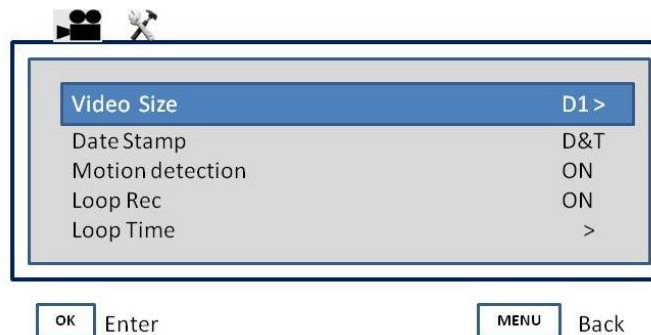 Video Size D1 >
Date Stamp D&T
Motion detection ON
Loop Rec ON
Loop Time >
OK Enter MENU Back